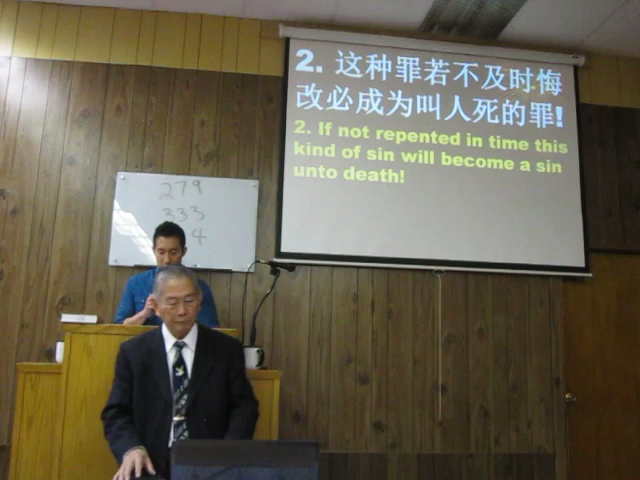 2. 这种罪若不及时悔
改必成为叫人死的罪!
2. If not repented in time this
kind of sin will become a sin
unto death!
279
333
4